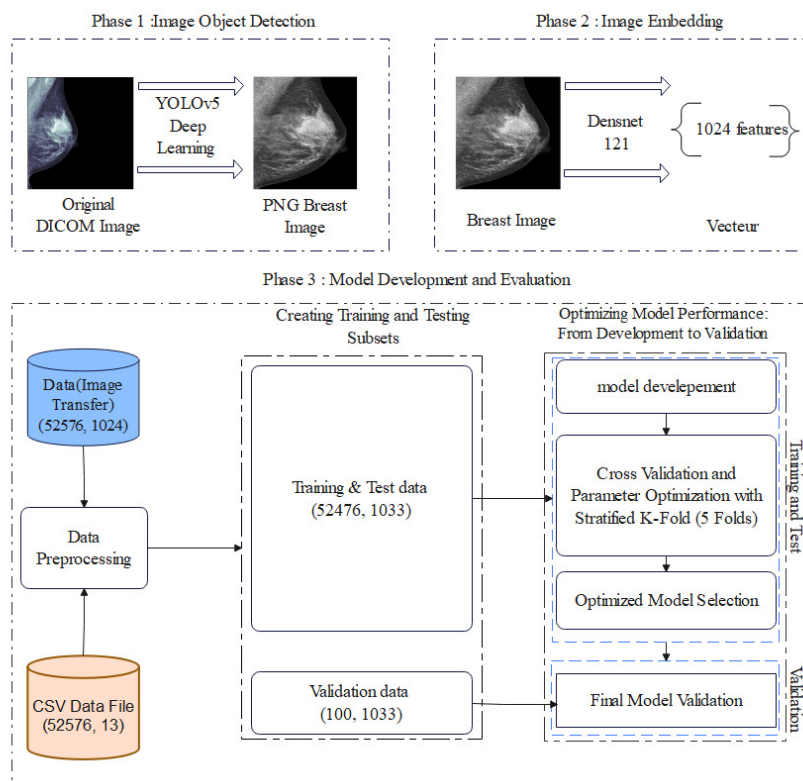 Phase 1 :Image Object Detection
YOLOv5
Deep
Learning
Original
DICOM Image
PNG Breast
Image
Phase 2 : Image Embedding
Densnet
121
1024 features
Breast Image
Vecteur
Phase 3 : Model Development and Evaluation
Creating Training and Testing
Subsets
Optimizing Model Performance:
From Development to Validation
Data(Image
Transfer)
(52576, 1024)
Data
Preprocessing
CSV Data File
(52576, 13)
Training & Test data
(52476, 1033)
Validation data
(100, 1033)
model develepement
Cross Validation and
Parameter Optimization with
Stratified K-Fold (5 Folds)
Optimized Model Selection
Final Model Validation
Training and Test
Validation